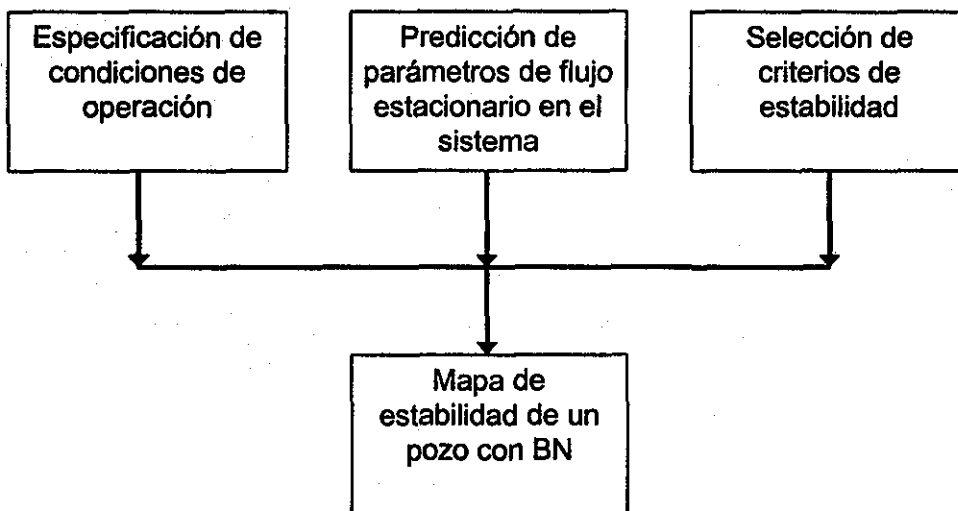 Especificación de
condiciones de
operación
Predicción de
parámetros de flujo
estacionario en el
sistema
Selección de
criterios de
estabilidad
Mapa de
estabilidad de un
pozo con BN